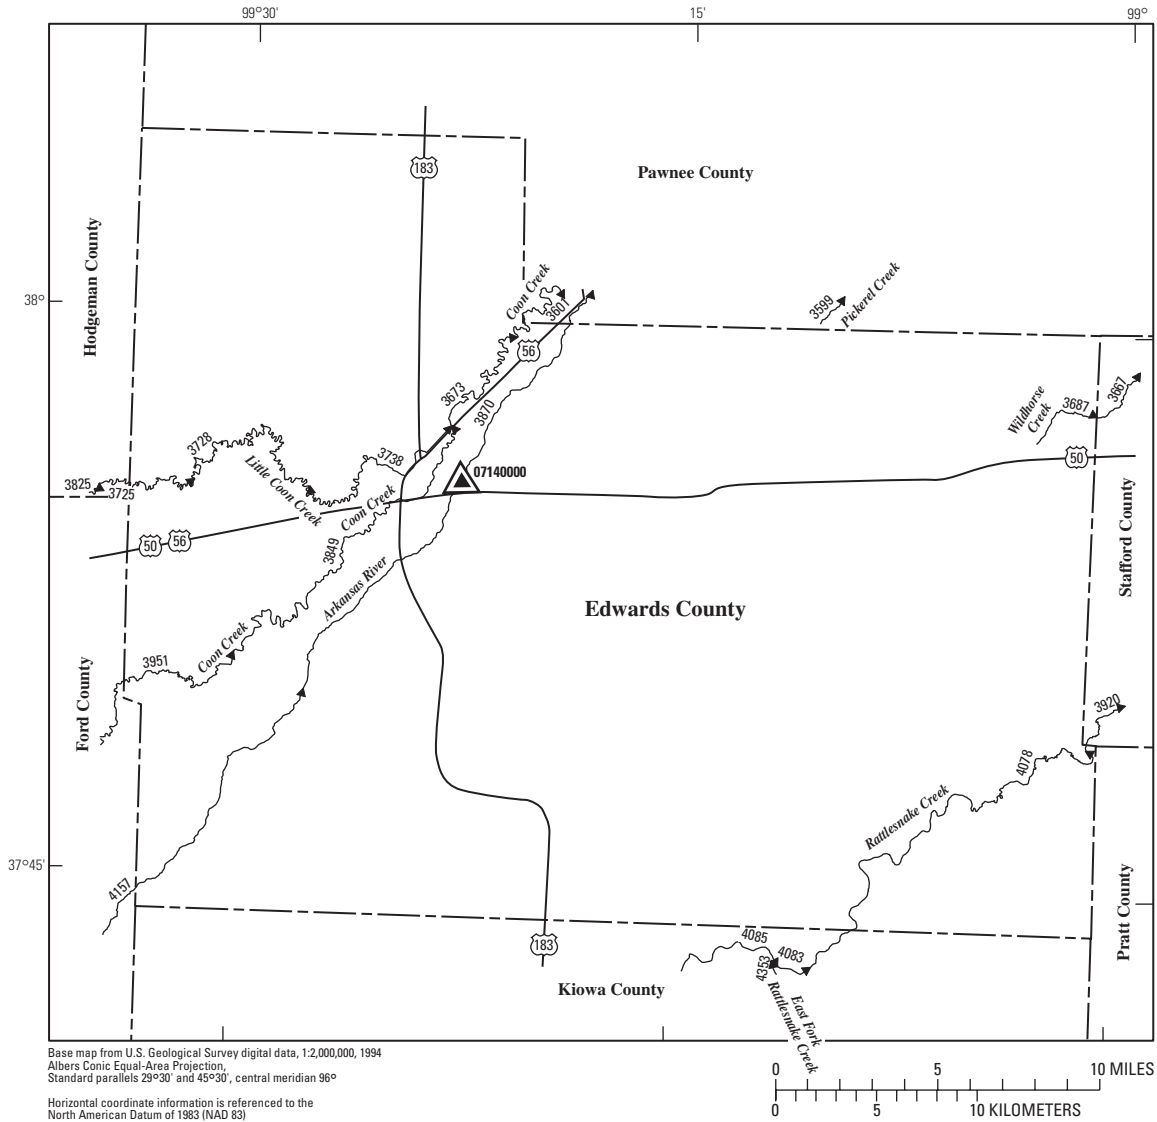 99°30'
15'
99°
183
Pawnee County
Hodgeman County
38°
Coon Creek
3601
3599
Pickerel Creek
56
3673
3870
Wildhorse
Creek
3687
3667
3728
3738
50
07140000
3825
3725
Little Coon Creek
Coon Creek
50
56
3849
Arkansas River
Stafford County
Edwards County
Coon Creek
3951
Ford County
3920
4078
Rattlesnake Creek
37°45'
4157
Pratt County
183
4085
4083
4353
Kiowa County
East Fork
Rattlesnake Creek
Base map from U.S. Geological Survey digital data, 1:2,000,000, 1994
Albers Conic Equal-Area Projection,
Standard parallels 29°30' and 45°30', central meridian 96°
Horizontal coordinate information is referenced to the
North American Datum of 1983 (NAD 83)
0 5 10 MILES
0 5 10 KILOMETERS